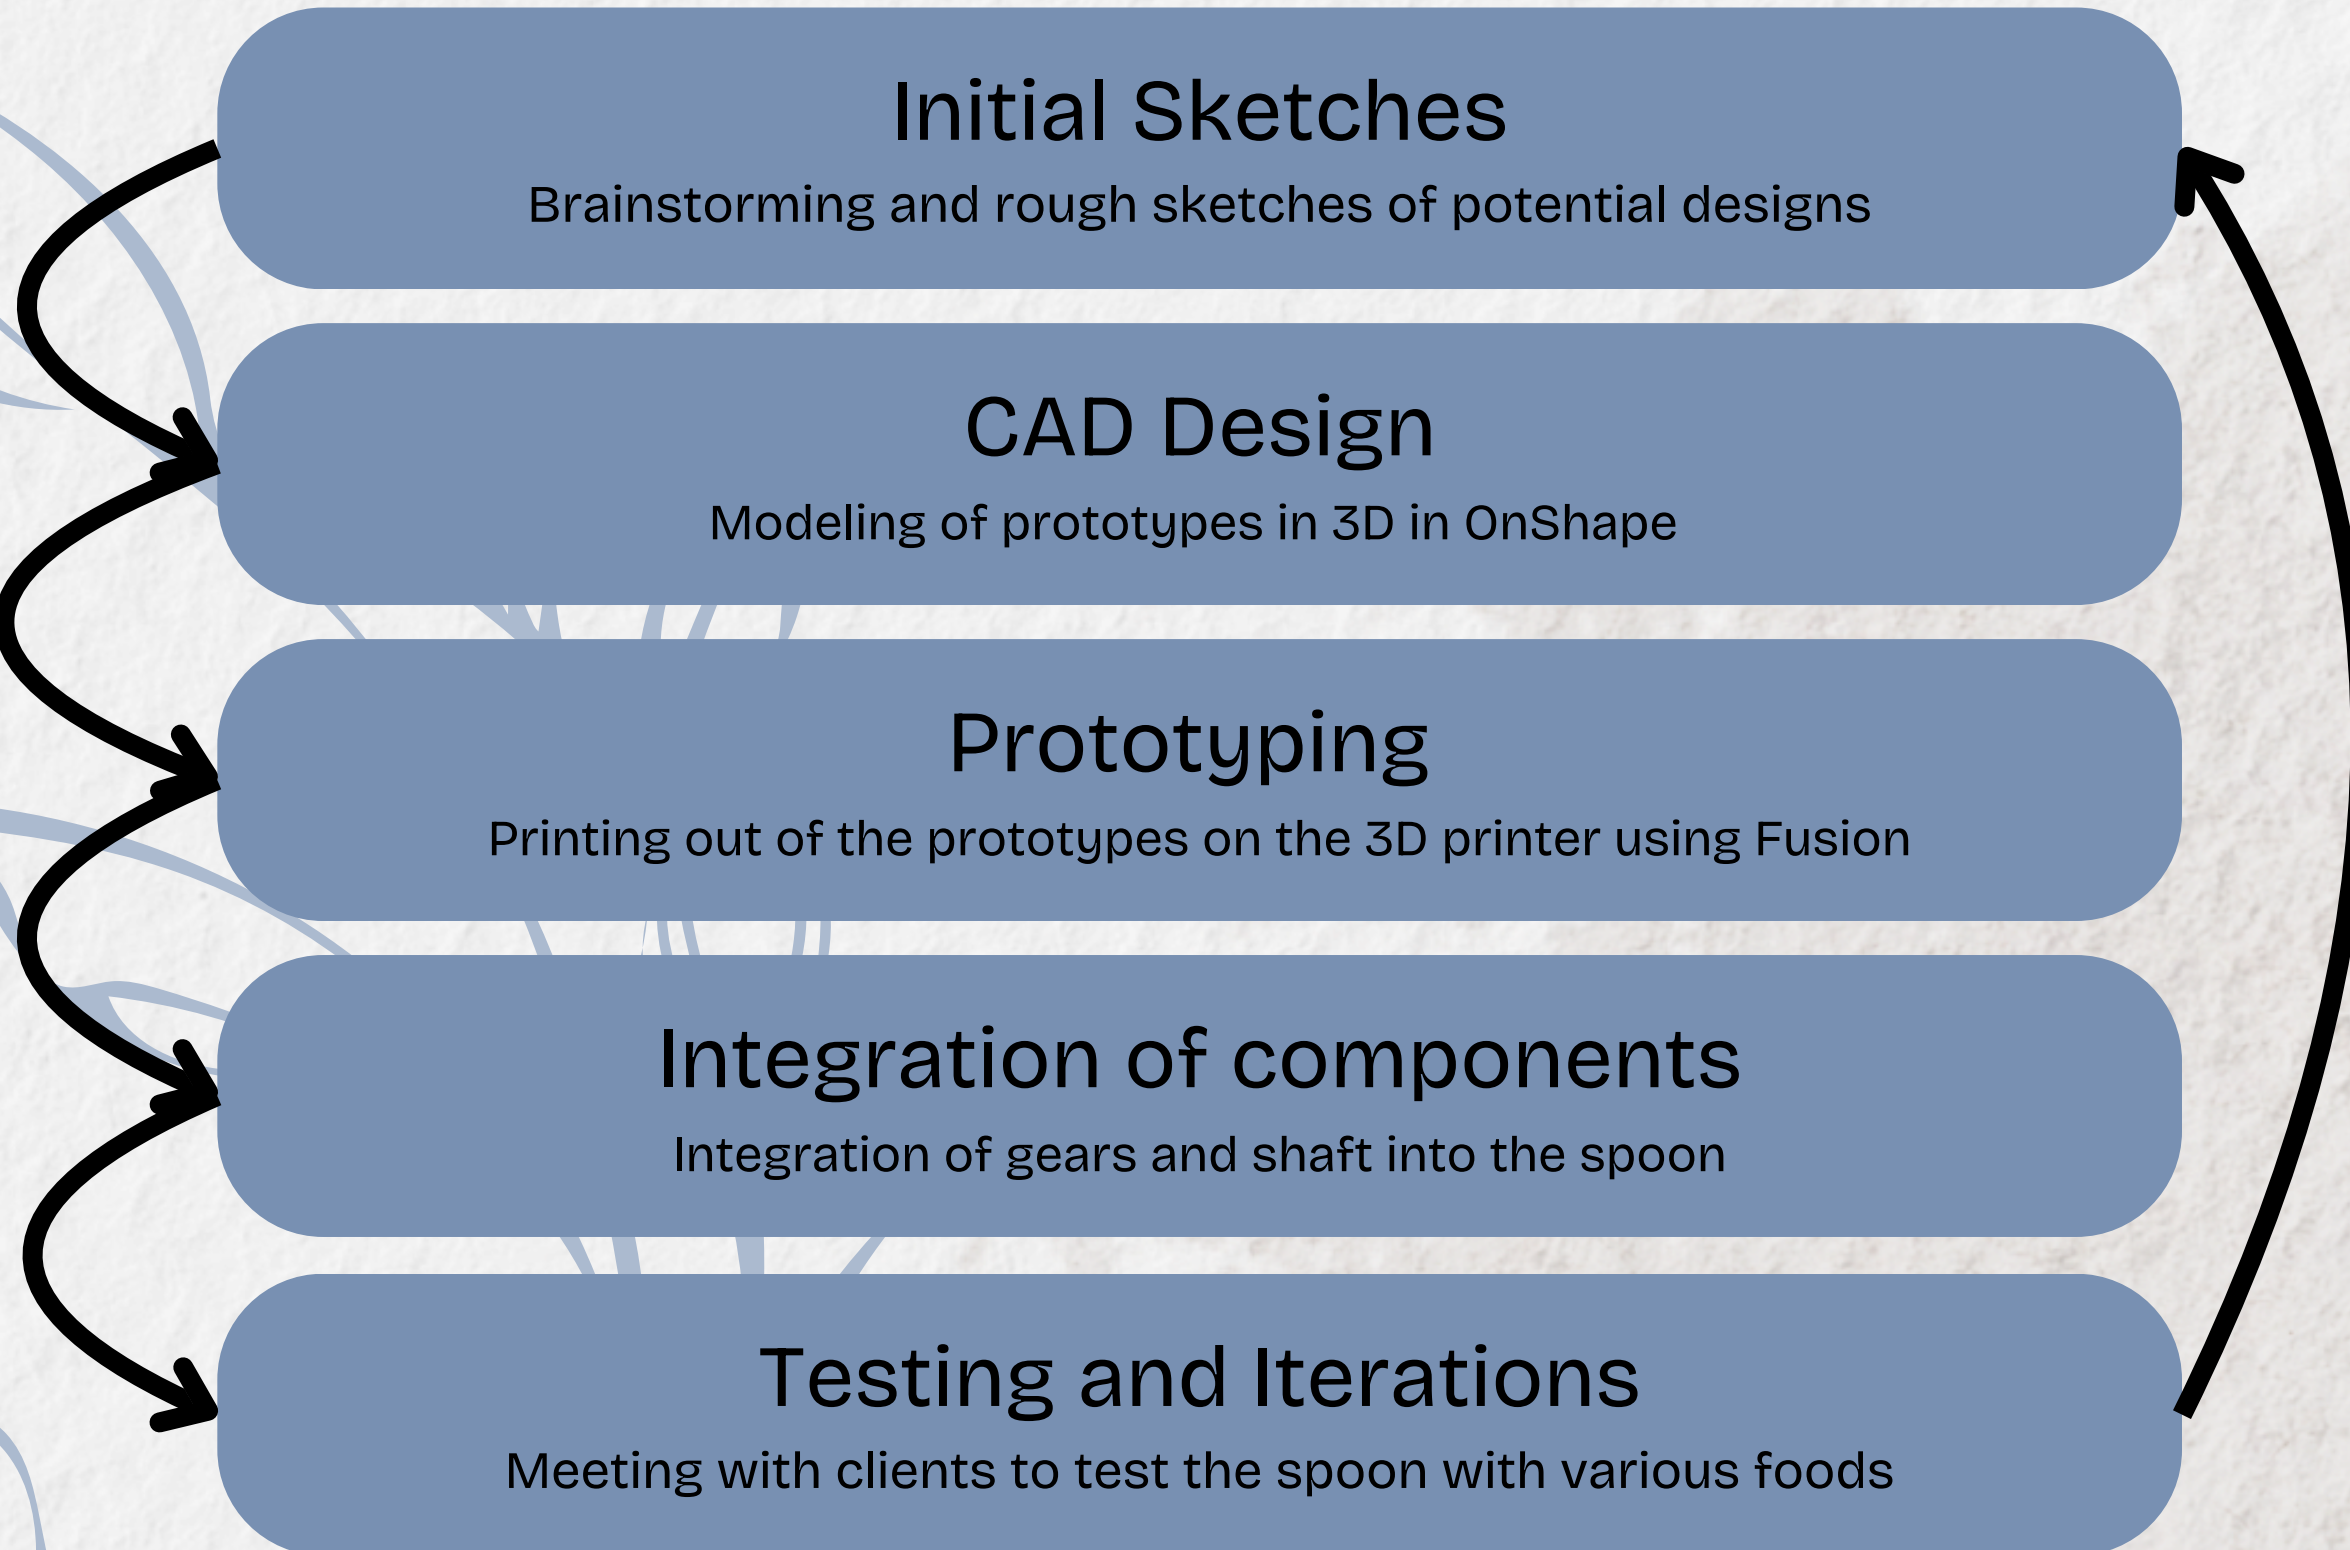 Initial Sketches
Brainstorming and rough sketches of potential designs
CAD Design
Modeling of prototypes in 3D in OnShape
Prototyping
Printing out of the prototypes on the 3D printer using Fusion
Integration of components
Integration of gears and shaft into the spoon
Testing and Iterations
Meeting with clients to test the spoon with various foods